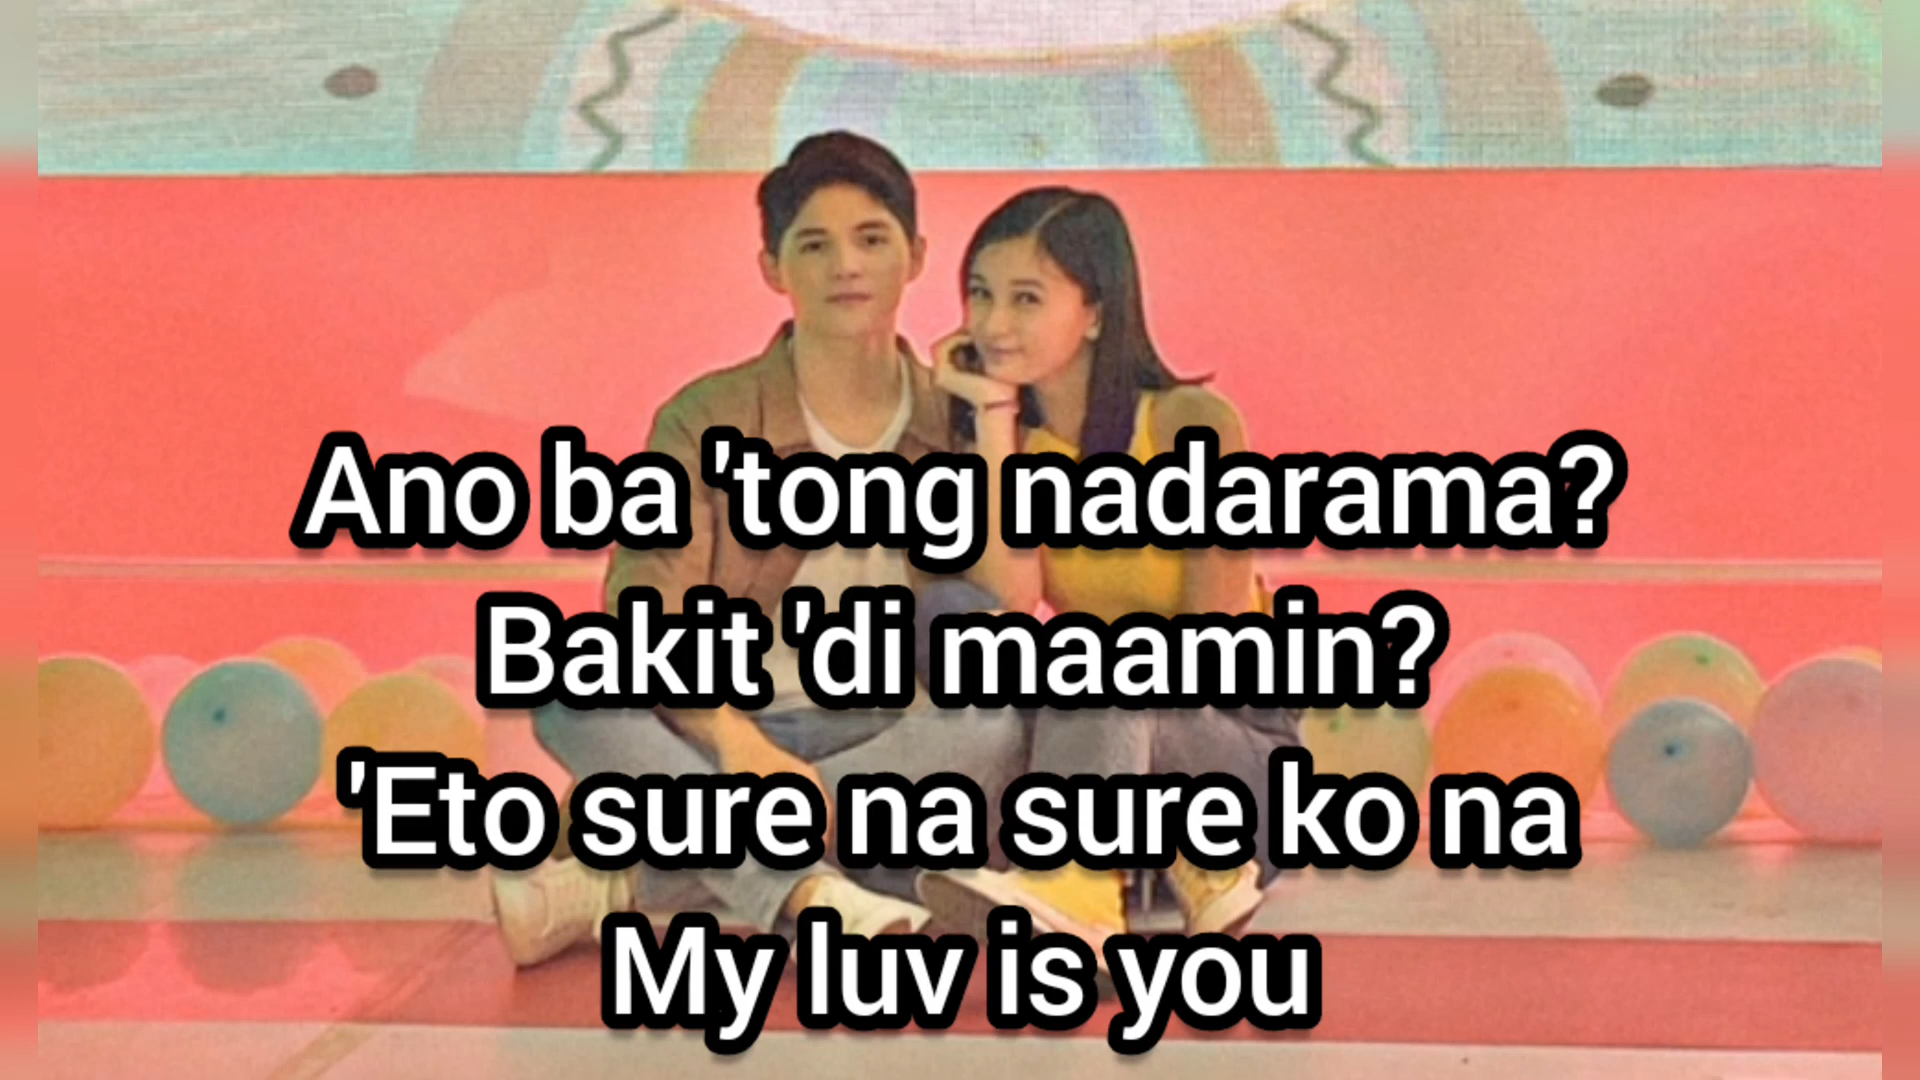 Ano ba 'tong nadarama?
Bakit 'di maamin?
'Eto sure na sure ko na
My luv is you